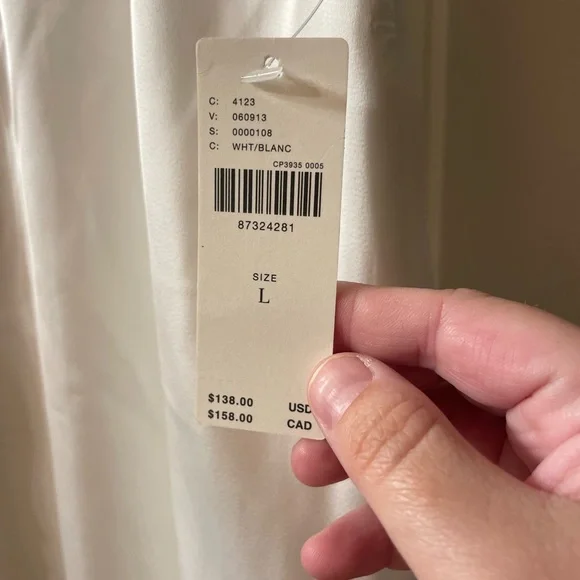 C: 4123
V: 060913
S: 0000108
C: WHT/BLANC
CP3935 0005
87324281
SIZE
L
$138.00 USD
$158.00 CAD